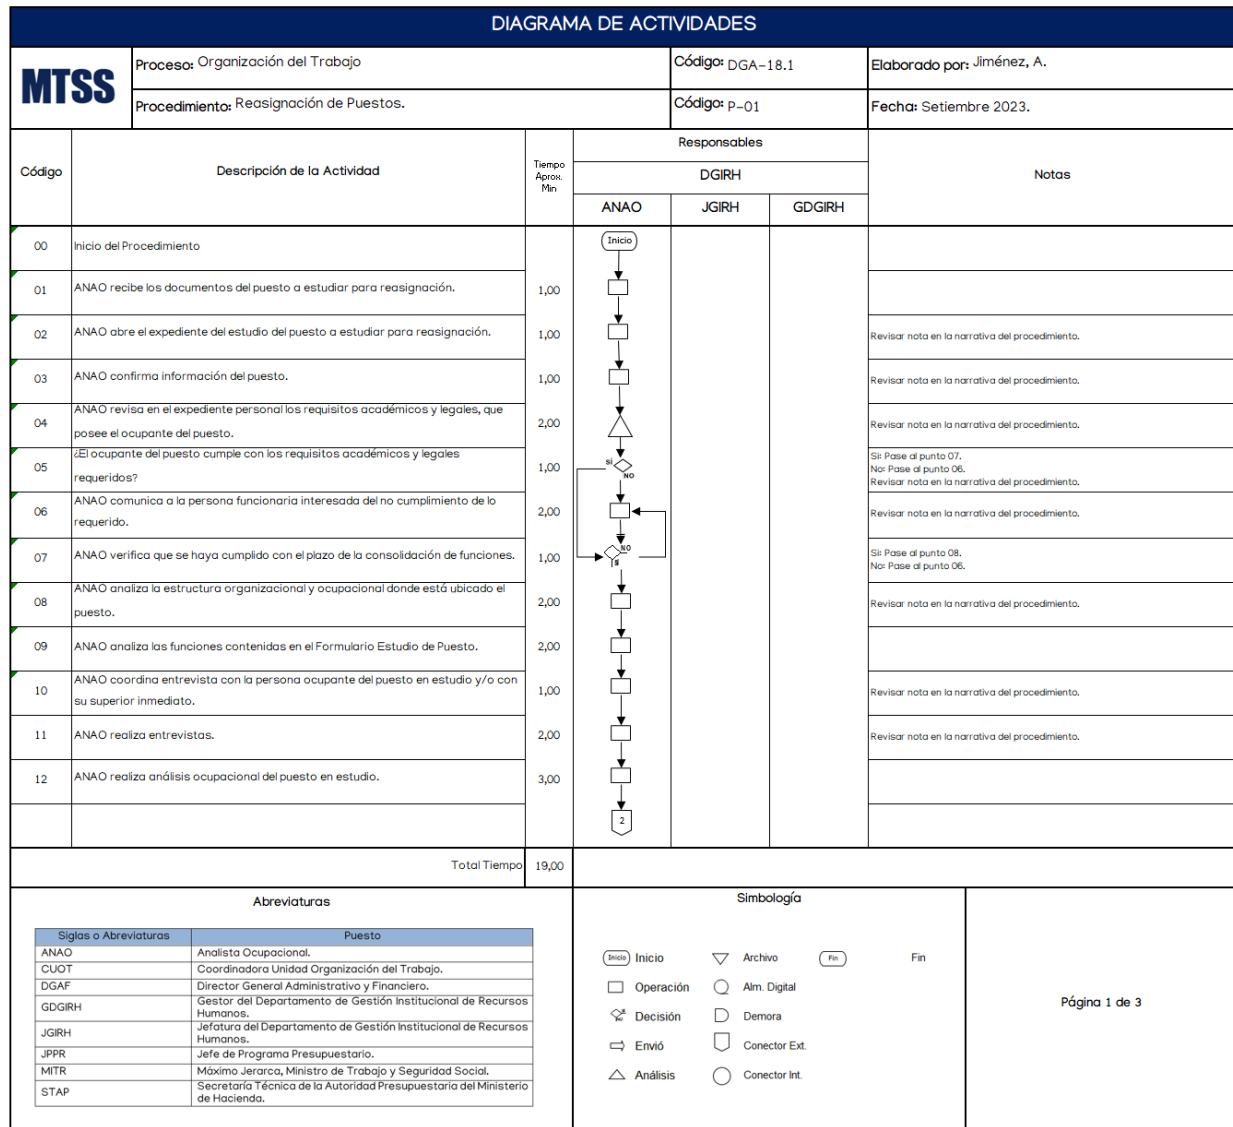 DIAGRAMA DE ACTIVIDADES
MTSS
Proceso: Organización del Trabajo
Código: DGA-18.1
Elaborado por: Jiménez, A.
Procedimiento: Reasignación de Puestos.
Código: P-01
Fecha: Setiembre 2023.
Código
Descripción de la Actividad
Tiempo
Aprox.
Min
Responsables
DGIRH
ANAO
JGIRH
GDGIRH
Notas
00
Inicio del Procedimiento
Inicio
01
ANAO recibe los documentos del puesto a estudiar para reasignación.
1,00
02
ANAO abre el expediente del estudio del puesto a estudiar para reasignación.
1,00
Revisar nota en la narrativa del procedimiento.
03
ANAO confirma información del puesto.
1,00
Revisar nota en la narrativa del procedimiento.
04
ANAO revisa en el expediente personal los requisitos académicos y legales, que
posee el ocupante del puesto.
2,00
Revisar nota en la narrativa del procedimiento.
05
¿El ocupante del puesto cumple con los requisitos académicos y legales
requeridos?
1,00
si
NO
Si: Pase al punto 07.
No: Pase al punto 06.
Revisar nota en la narrativa del procedimiento.
06
ANAO comunica a la persona funcionaria interesada del no cumplimiento de lo
requerido.
2,00
Revisar nota en la narrativa del procedimiento.
07
ANAO verifica que se haya cumplido con el plazo de la consolidación de funciones.
1,00
NO
si
Si: Pase al punto 08.
No: Pase al punto 06.
08
ANAO analiza la estructura organizacional y ocupacional donde está ubicado el
puesto.
2,00
Revisar nota en la narrativa del procedimiento.
09
ANAO analiza las funciones contenidas en el Formulario Estudio de Puesto.
2,00
10
ANAO coordina entrevista con la persona ocupante del puesto en estudio y/o con
su superior inmediato.
1,00
Revisar nota en la narrativa del procedimiento.
11
ANAO realiza entrevistas.
2,00
Revisar nota en la narrativa del procedimiento.
12
ANAO realiza análisis ocupacional del puesto en estudio.
3,00
2
Total Tiempo
19,00
Abreviaturas
Siglas o Abreviaturas
Puesto
ANAO
Analista Ocupacional.
CUOT
Coordinadora Unidad Organización del Trabajo.
DGAF
Director General Administrativo y Financiero.
GDGIRH
Gestor del Departamento de Gestión Institucional de Recursos
Humanos.
JGIRH
Jefatura del Departamento de Gestión Institucional de Recursos
Humanos.
JPPR
Jefe de Programa Presupuestario.
MITR
Máximo Jerarca, Ministro de Trabajo y Seguridad Social.
STAP
Secretaría Técnica de la Autoridad Presupuestaria del Ministerio
de Hacienda.
Simbología
Inicio
Inicio
Archivo
Fin
Fin
Operación
Alm. Digital
Decisión
Demora
Envió
Conector Ext.
Análisis
Conector Int.
Página 1 de 3